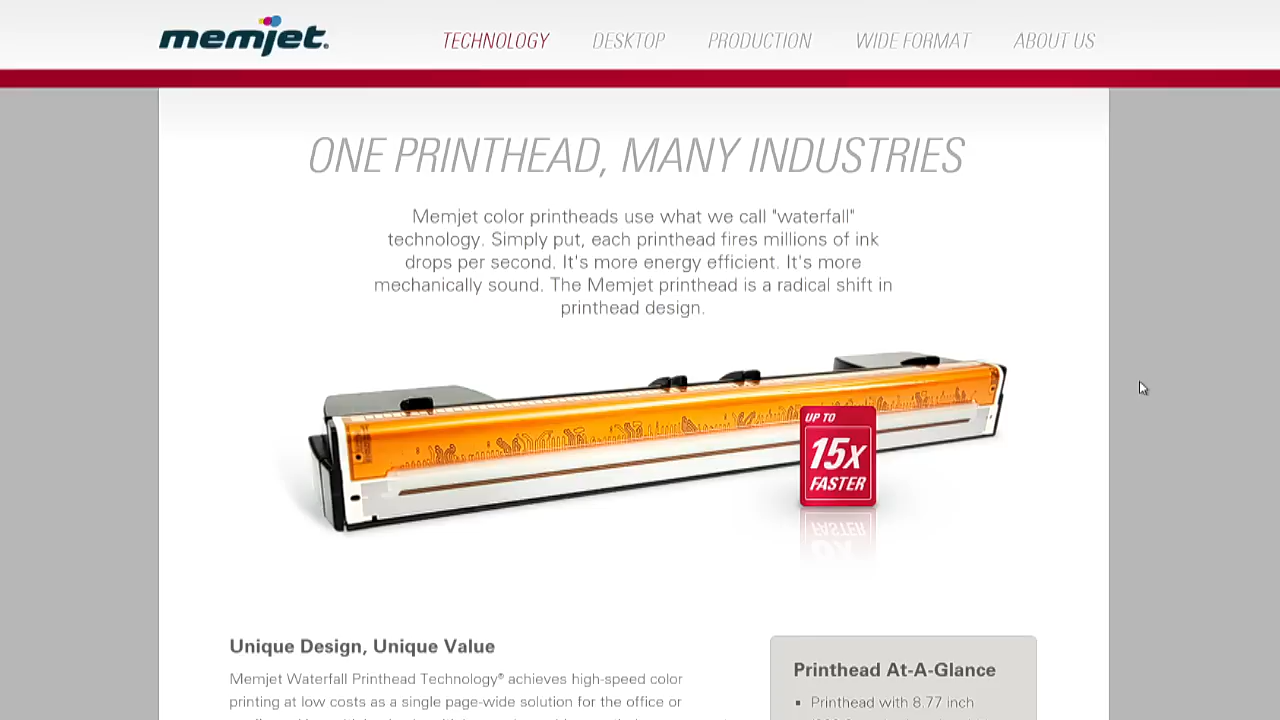 memjet.
TECHNOLOGY DESKTOP PRODUCTION WIDE FORMAT ABOUT US
ONE PRINTHEAD, MANY INDUSTRIES
Memjet color printheads use what we call "waterfall"
technology. Simply put, each printhead fires millions of ink
drops per second. It's more energy efficient. It's more
mechanically sound. The Memjet printhead is a radical shift in
printhead design.
UP TO
15X
FASTER
Unique Design, Unique Value
Memjet Waterfall Printhead Technology® achieves high-speed color
printing at low costs as a single page-wide solution for the office or
Printhead At-A-Glance
▪ Printhead with 8.77 inch